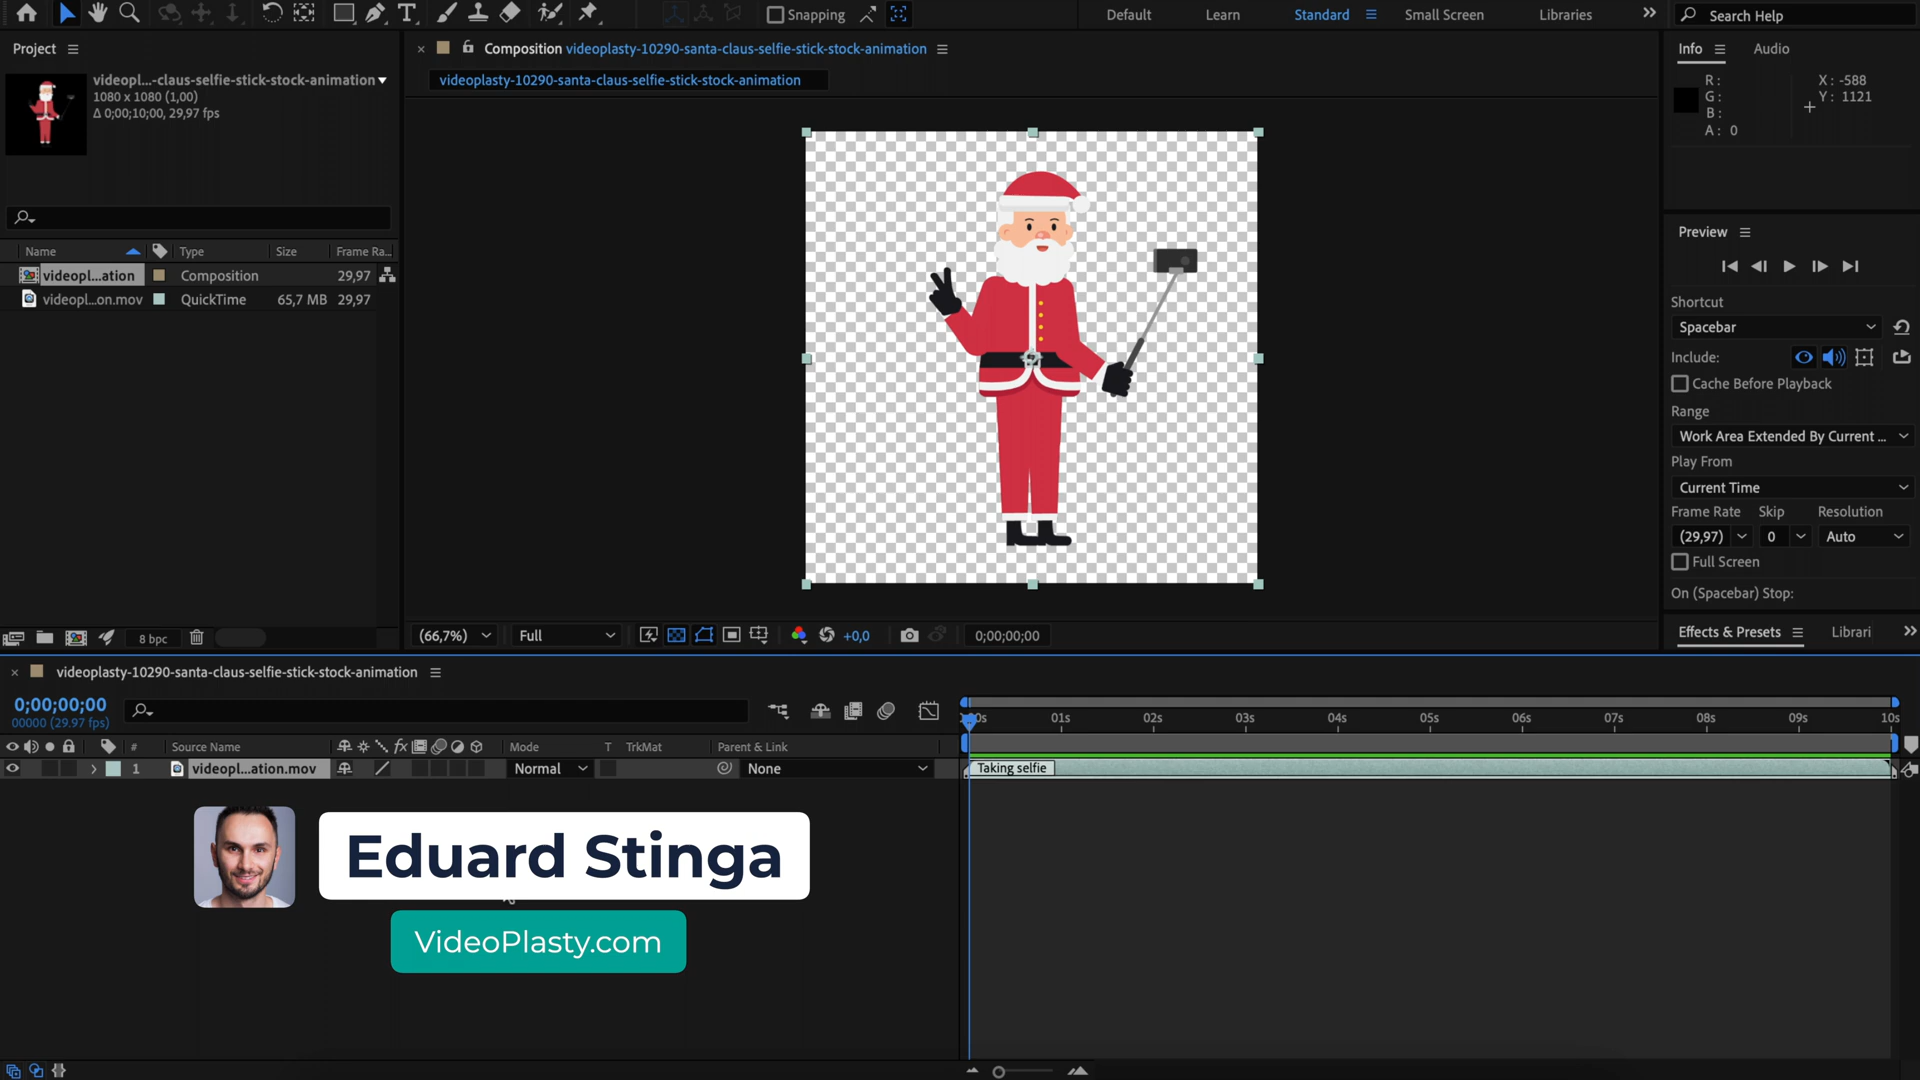 Snapping
Default
Learn
Standard
Small Screen
Libraries
Search Help
Project
Composition videoplasty-10290-santa-claus-selfie-stick-stock-animation
videoplasty-10290-santa-claus-selfie-stick-stock-animation
videopl...-claus-selfie-stick-stock-animation
1080 x 1080 (1,00)
Δ 0;00;10;00, 29,97 fps
Info
Audio
R :
G :
B :
A : 0
X : -588
Y : 1121
Name
Type
Size
Frame Ra...
videopl...ation
Composition
29,97
videopl...on.mov
QuickTime
65,7 MB
29,97
Preview
Shortcut
Spacebar
Include:
Cache Before Playback
Range
Work Area Extended By Current ...
Play From
Current Time
Frame Rate
Skip
Resolution
(29,97)
0
Auto
Full Screen
On (Spacebar) Stop:
Effects & Presets
Librari
8 bpc
(66,7%)
Full
+0,0
0;00;00;00
videoplasty-10290-santa-claus-selfie-stick-stock-animation
0;00;00;00
00000 (29.97 fps)
:00s
01s
02s
03s
04s
05s
06s
07s
08s
09s
10s
#
Source Name
fx
Mode
T
TrkMat
Parent & Link
1
videopl...ation.mov
Normal
None
Taking selfie
Eduard Stinga
VideoPlasty.com